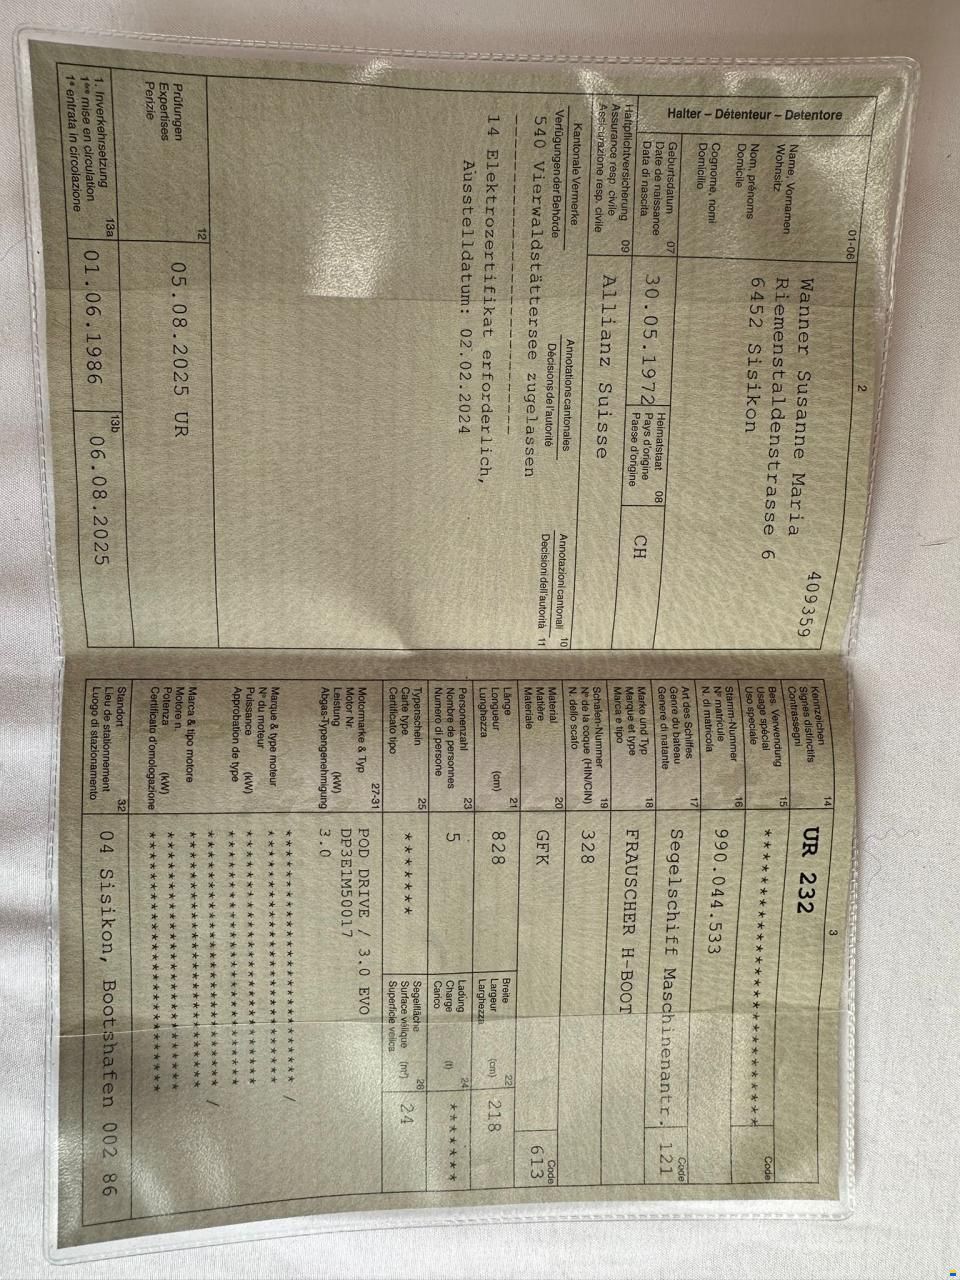 2
Halter – Détenteur – Detentore
01-06
Name, Vornamen
Wohnsitz
Nom, prénoms
Domicile
Cognome, nomi
Domicilio
409359
Wanner Susanne Maria
Riemenstaldenstrasse 6
6452 Sisikon
Geburtsdatum
Date de naissance
Data di nascita
07
30.05.1972
Heimatstaat
Pays d'origine
Paese d'origine
08
CH
Haftpflichtversicherung
Assurance resp. civile
Assicurazione resp. civile
09
Allianz Suisse
Kantonale Vermerke
Verfügungen der Behörde
Annotations cantonales
Décisions de l'autorité
Annotazioni cantonali
Decisioni dell'autorità
10
11
540 Vierwaldstättersee zugelassen
------------------------------
14 Elektrozertifikat erforderlich,
Ausstelldatum: 02.02.2024
Prüfungen
Expertises
Perizie
12
05.08.2025 UR
1. Inverkehrsetzung
1ère mise en circulation
1a entrata in circolazione
13a
01.06.1986
13b
06.08.2025
3
Kennzeichen
Signes distinctifs
Contrassegni
14
UR 232
Bes. Verwendung
Usage spécial
Uso speciale
15
***************************
Code
Stamm-Nummer
No matricule
N. di matricola
16
990.044.533
Art des Schiffes
Genre du bateau
Genere di natante
17
Segelschiff Maschinenantr.
Code
121
Marke und Typ
Marque et type
Marca e tipo
18
FRAUSCHER H-BOOT
Schalen-Nummer
No de la coque (HIN/CIN)
N. dello scafo
19
328
Material
Matière
Materiale
20
GFK
Code
613
Länge
Longueur
Lunghezza
(cm)
21
828
Breite
Largeur
Larghezza
(cm)
22
218
Personenzahl
Nombre de personnes
Numero di persone
23
5
Ladung
Charge
Carico
(t)
24
*******
Typenschein
Carte type
Certificato tipo
25
*******
Segelfläche
Surface vélique
Superficie velica
(m²)
26
24
Motormarke & Typ
Motor Nr
Leistung (kW)
Abgas-Typengenehmigung
27-31
POD DRIVE / 3.0 EVO
DP3E1M50017
3.0
Marque & type moteur
No du moteur
Puissance (kW)
Approbation de type
Marca & tipo motore
Motore n.
Potenza (kW)
Certificato d'omologazione
*********************** /
***********************
***********************
***********************
*********************** /
***********************
***********************
***********************
Standort
Lieu de stationnement
Luogo di stazionamento
32
04 Sisikon, Bootshafen 002 86